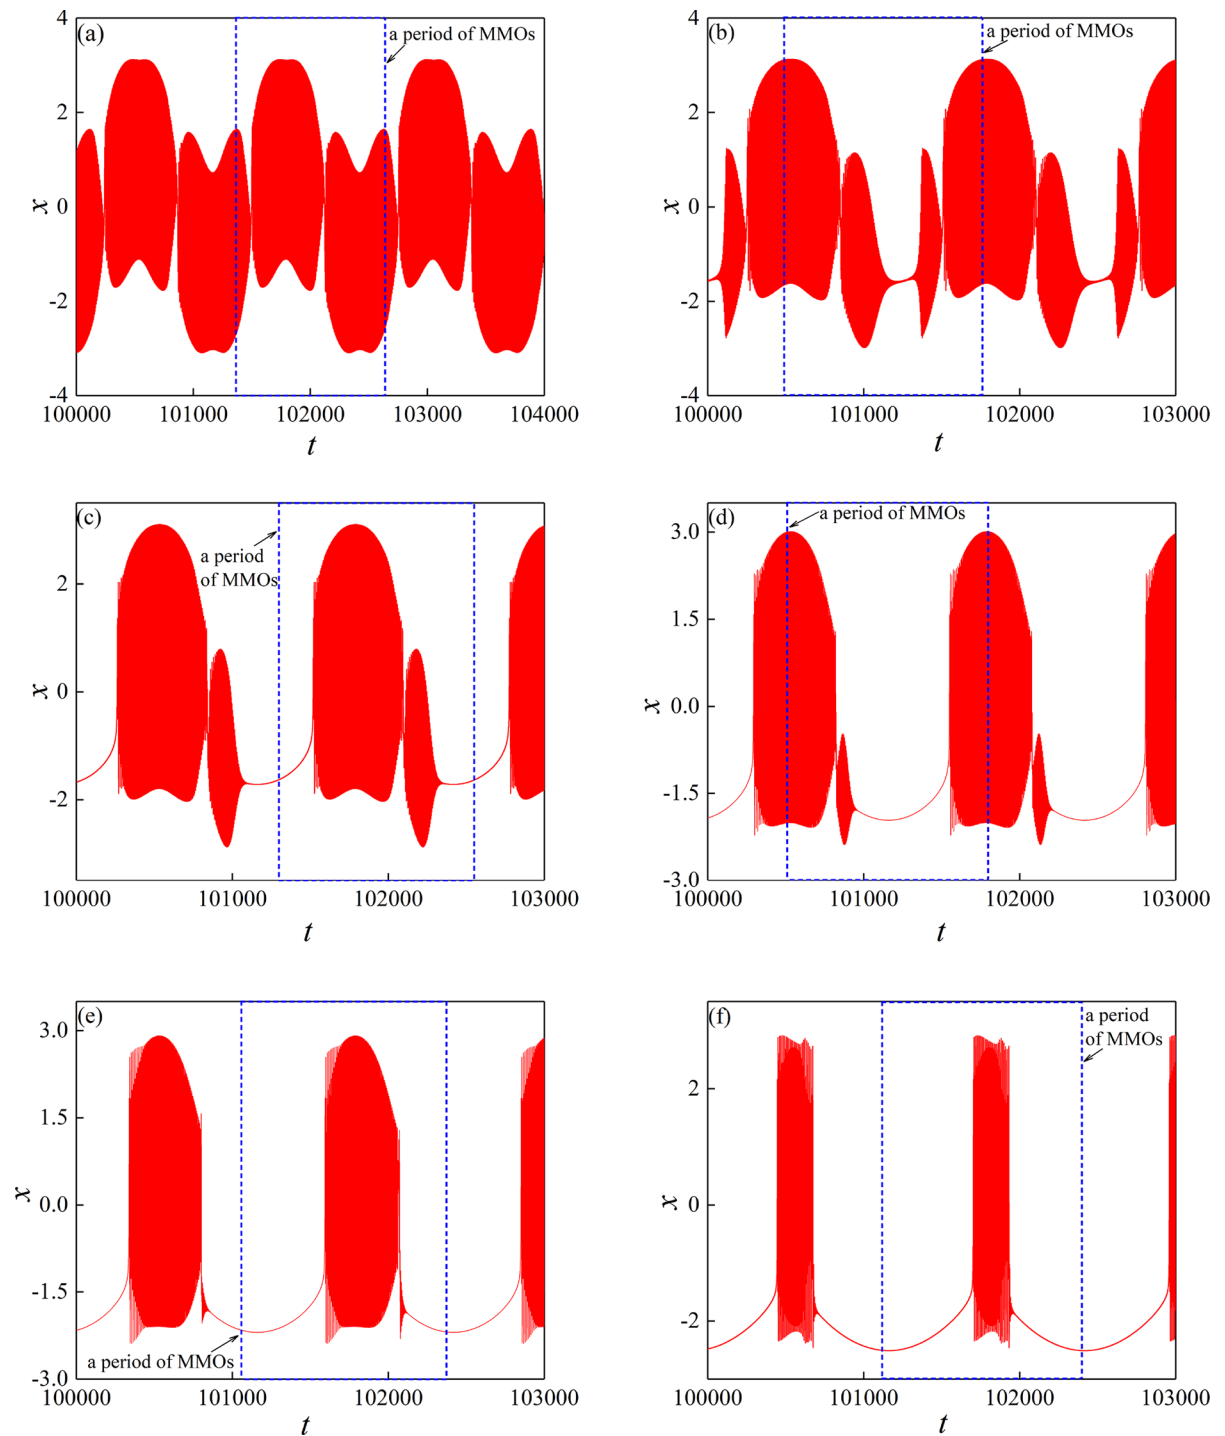 (a)
a period of MMOs
4
2
0
-2
-4
x
100000 101000 102000 103000 104000
t
(b)
a period of MMOs
4
2
0
-2
-4
x
100000 101000 102000 103000
t
(c)
a period
of MMOs
2
0
-2
x
100000 101000 102000 103000
t
(d)
a period of MMOs
3.0
1.5
0.0
-1.5
-3.0
x
100000 101000 102000 103000
t
(e)
a period of MMOs
3.0
1.5
0.0
-1.5
-3.0
x
100000 101000 102000 103000
t
(f)
a period
of MMOs
2
0
-2
x
100000 101000 102000 103000
t